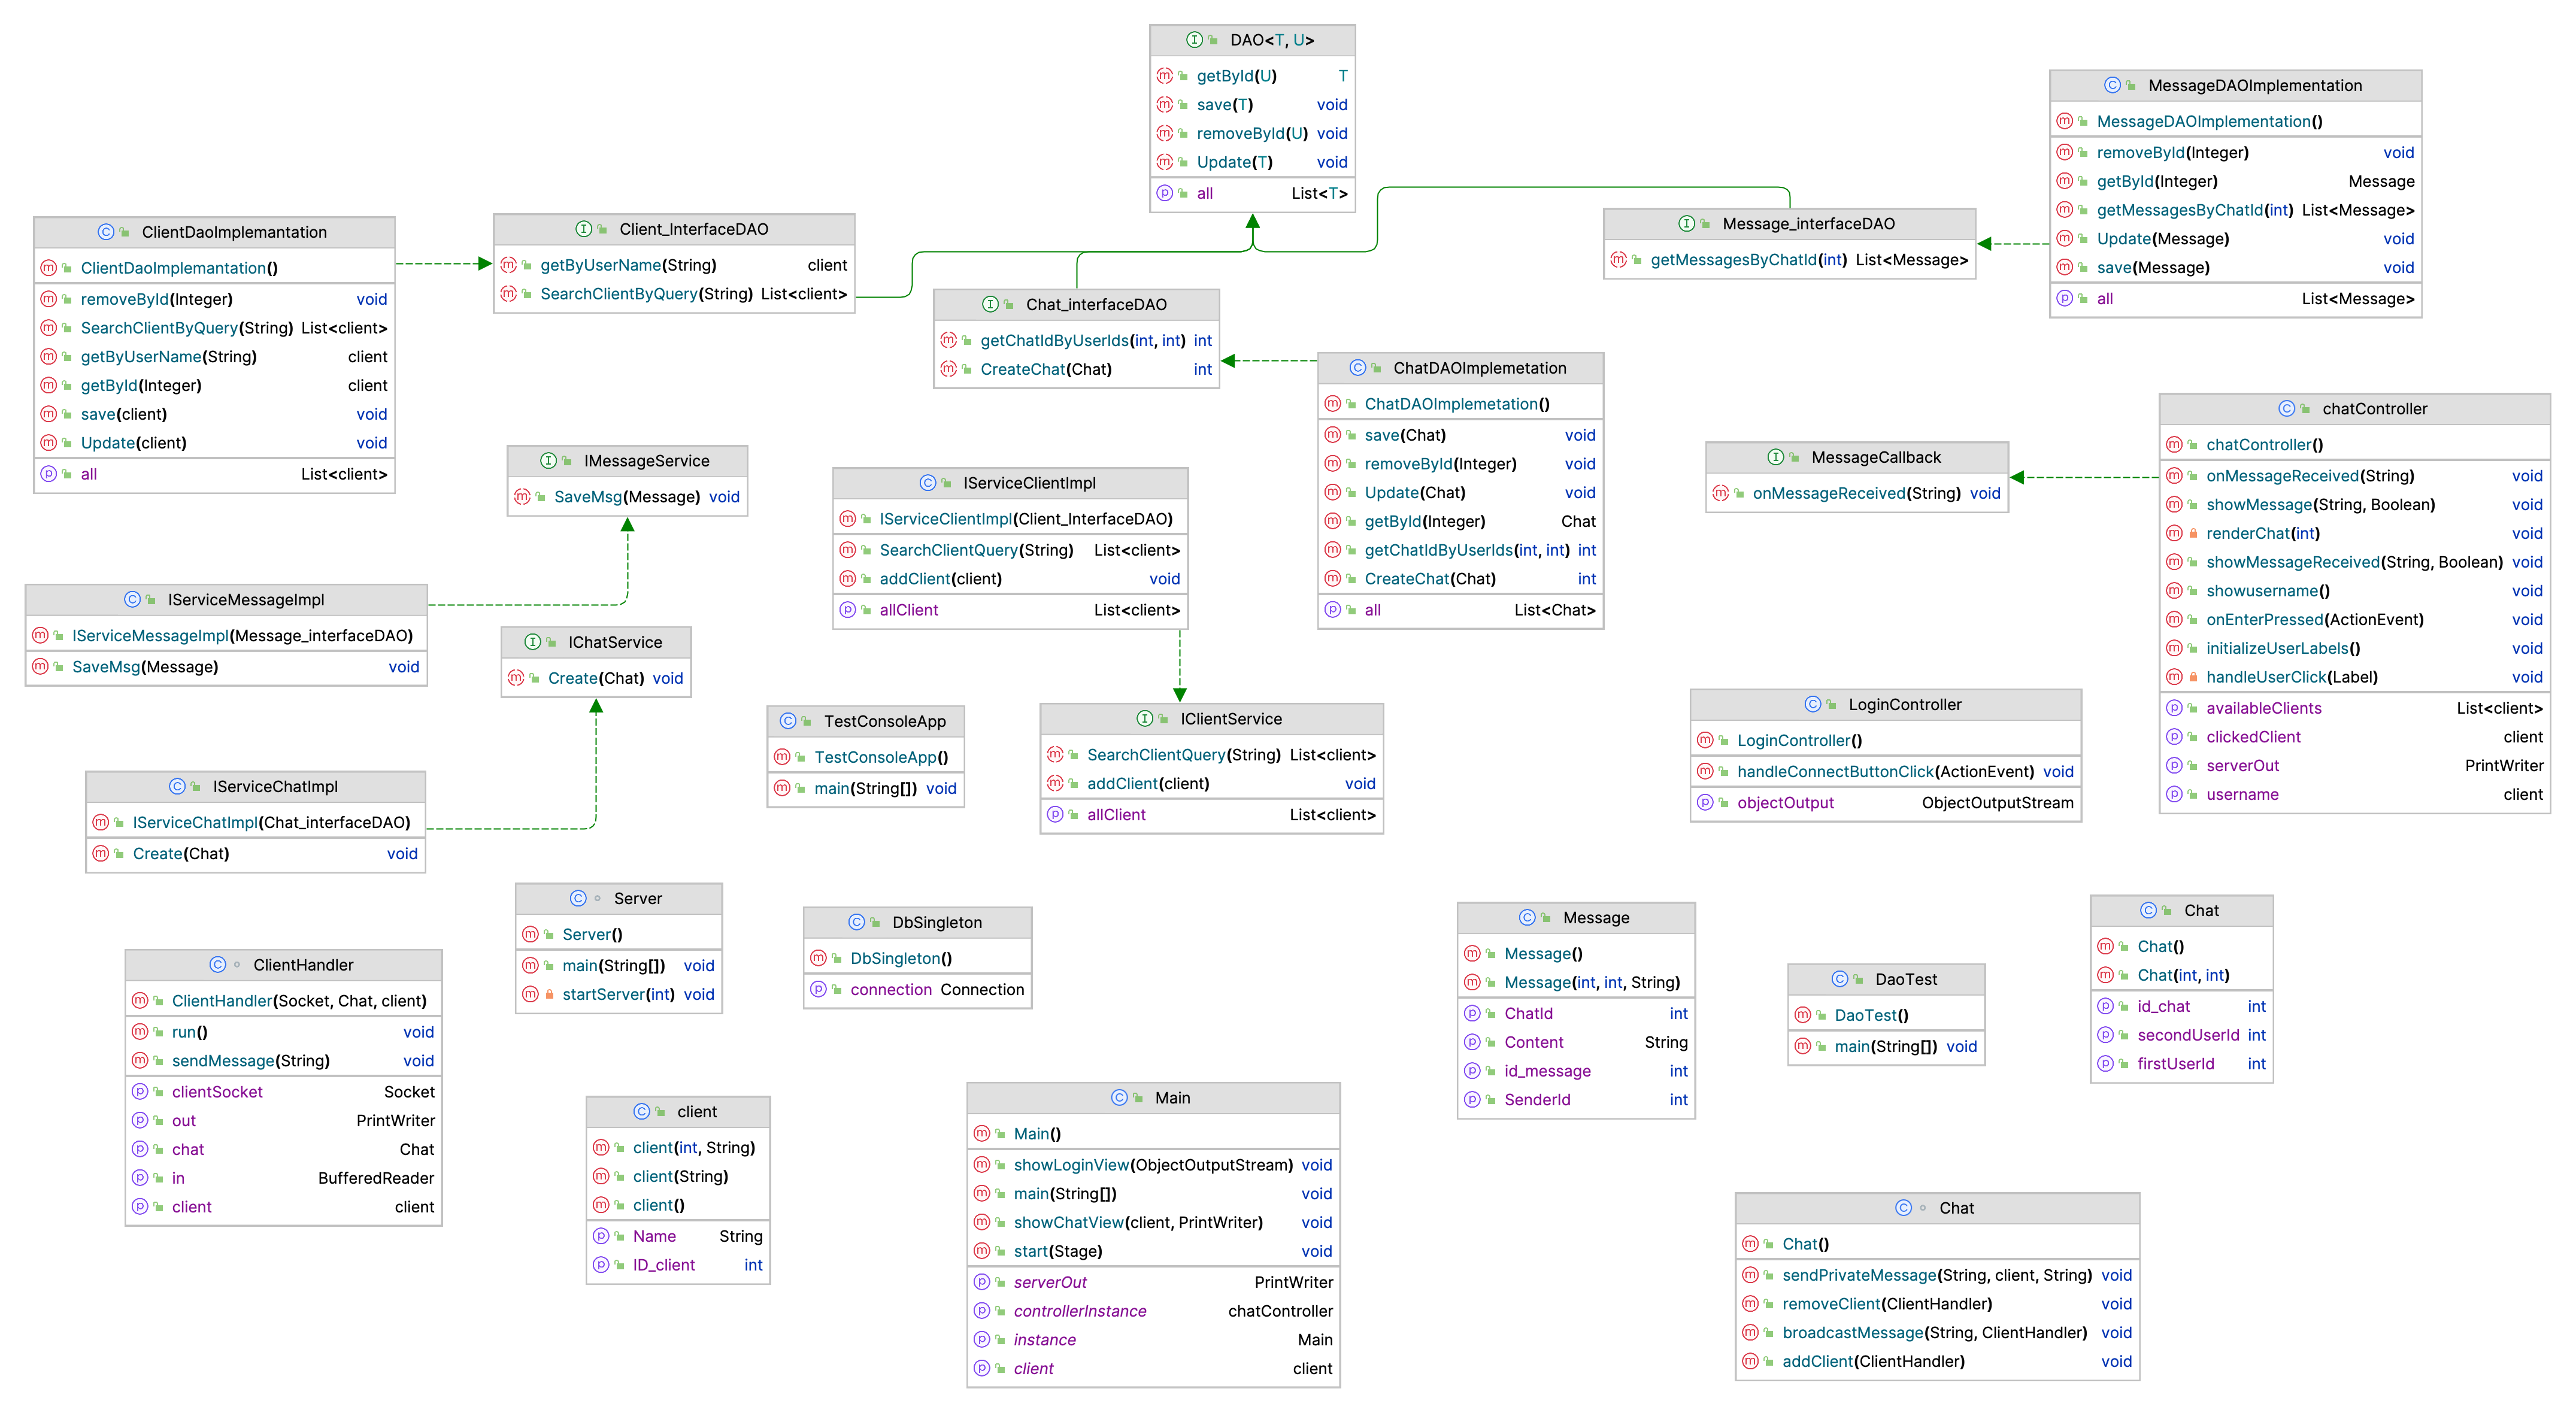 DAO<T, U>
getById(U) T
save(T) void
removeById(U) void
Update(T) void
all List<T>
MessageDAOImplementation
MessageDAOImplementation()
removeById(Integer) void
getById(Integer) Message
getMessagesByChatId(int) List<Message>
Update(Message) void
save(Message) void
all List<Message>
ClientDaoImplemantation
ClientDaoImplemantation()
removeById(Integer) void
SearchClientByQuery(String) List<client>
getByUserName(String) client
getById(Integer) client
save(client) void
Update(client) void
all List<client>
Client_InterfaceDAO
getByUserName(String) client
SearchClientByQuery(String) List<client>
Message_interfaceDAO
getMessagesByChatId(int) List<Message>
Chat_interfaceDAO
getChatIdByUserIds(int, int) int
CreateChat(Chat) int
ChatDAOImplemetation
ChatDAOImplemetation()
save(Chat) void
removeById(Integer) void
Update(Chat) void
getById(Integer) Chat
getChatIdByUserIds(int, int) int
CreateChat(Chat) int
all List<Chat>
chatController
chatController()
onMessageReceived(String) void
showMessage(String, Boolean) void
renderChat(int) void
showMessageReceived(String, Boolean) void
showusername() void
onEnterPressed(ActionEvent) void
initializeUserLabels() void
handleUserClick(Label) void
availableClients List<client>
clickedClient client
serverOut PrintWriter
username client
MessageCallback
onMessageReceived(String) void
IMessageService
SaveMsg(Message) void
IServiceClientImpl
IServiceClientImpl(Client_InterfaceDAO)
SearchClientQuery(String) List<client>
addClient(client) void
allClient List<client>
IServiceMessageImpl
IServiceMessageImpl(Message_interfaceDAO)
SaveMsg(Message) void
IChatService
Create(Chat) void
IServiceChatImpl
IServiceChatImpl(Chat_interfaceDAO)
Create(Chat) void
TestConsoleApp
TestConsoleApp()
main(String[]) void
IClientService
SearchClientQuery(String) List<client>
addClient(client) void
allClient List<client>
LoginController
LoginController()
handleConnectButtonClick(ActionEvent) void
objectOutput ObjectOutputStream
Server
Server()
main(String[]) void
startServer(int) void
DbSingleton
DbSingleton()
connection Connection
Message
Message()
Message(int, int, String)
ChatId int
Content String
id_message int
SenderId int
Chat
Chat()
Chat(int, int)
id_chat int
secondUserId int
firstUserId int
DaoTest
DaoTest()
main(String[]) void
ClientHandler
ClientHandler(Socket, Chat, client)
run() void
sendMessage(String) void
clientSocket Socket
out PrintWriter
chat Chat
in BufferedReader
client client
client
client(int, String)
client(String)
client()
Name String
ID_client int
Main
Main()
showLoginView(ObjectOutputStream) void
main(String[]) void
showChatView(client, PrintWriter) void
start(Stage) void
serverOut PrintWriter
controllerInstance chatController
instance Main
client client
Chat
Chat()
sendPrivateMessage(String, client, String) void
removeClient(ClientHandler) void
broadcastMessage(String, ClientHandler) void
addClient(ClientHandler) void